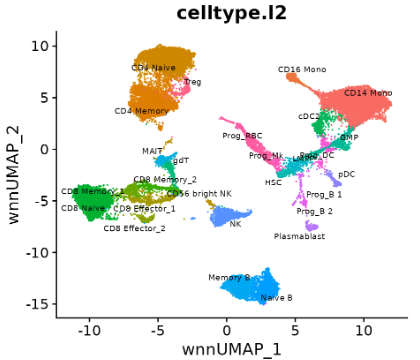 celltype.l2
wnnUMAP_2
10
5
0
-5
-10
-15
CD4 Naive
Treg
CD4 Memory
MAIT
gdT
CD8 Memory_2
CD8 Memory_1
CD56 bright NK
CD8 Naive
CD8 Effector_1
CD8 Effector_2
NK
CD16 Mono
CD14 Mono
cDC2
GMP
Prog_RBC
Prog_Mk
Prog_DC
LMPP
HSC
pDC
Prog_B 1
Prog_B 2
Plasmablast
Memory B
Naive B
-10
-5
0
5
10
wnnUMAP_1